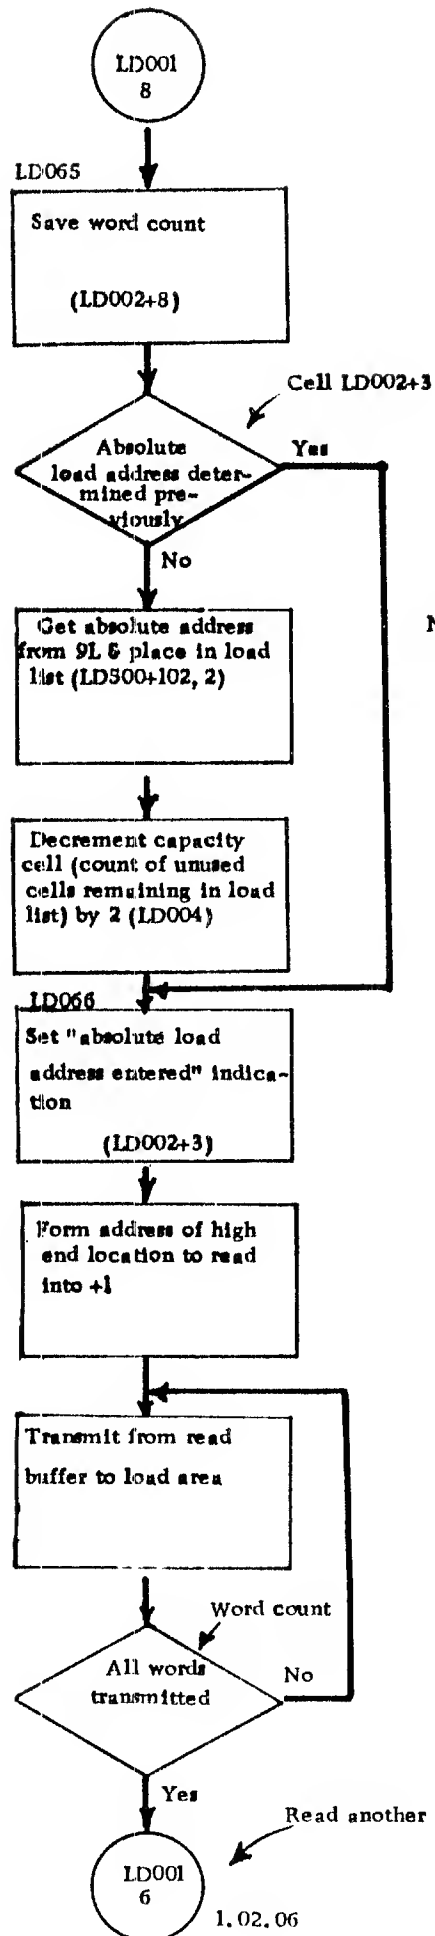 LD001
8
LD065
Save word count
(LD002+8)
Cell LD002+3
Absolute
load address deter-
mined pre-
viously
Yes
No
N
Get absolute address
from 9L & place in load
list (LD500+102, 2)
Decrement capacity
cell (count of unused
cells remaining in load
list) by 2 (LD004)
LD066
Set "absolute load
address entered" indica-
tion
(LD002+3)
Form address of high
end location to read
into +1
Transmit from read
buffer to load area
Word count
All words
transmitted
No
Yes
Read another
LD001
6
1.02.06